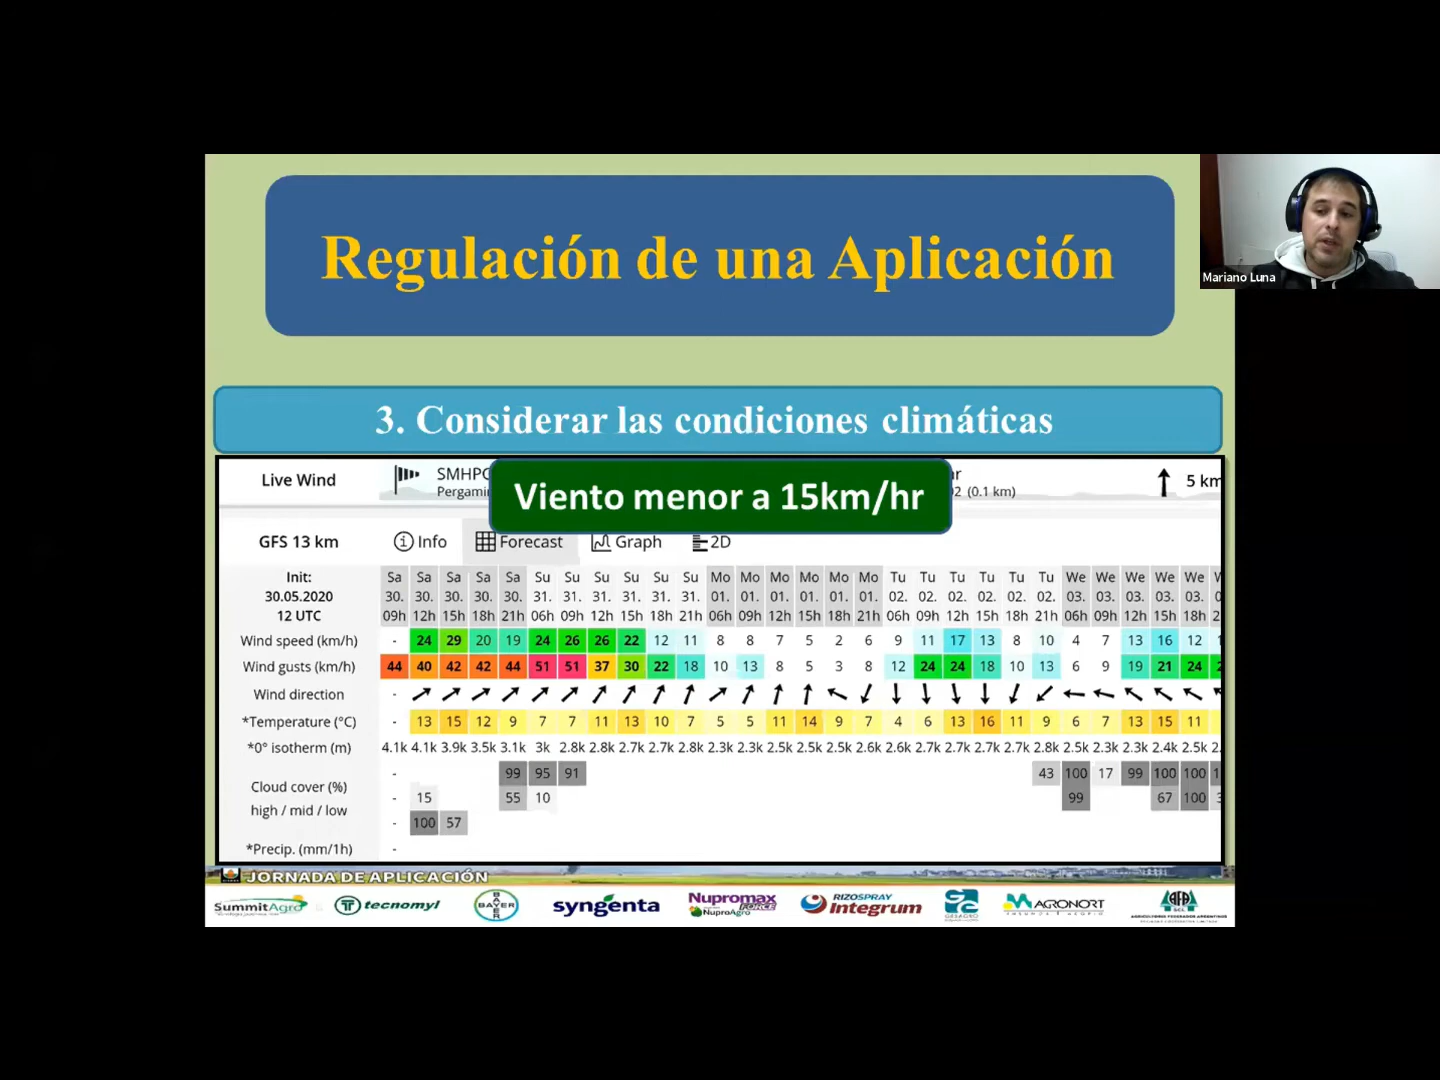 Regulación de una Aplicación
Mariano Luna
3. Considerar las condiciones climáticas
Viento menor a 15km/hr
Live Wind SMHPC 5 km
(0.1 km)
GFS 13 km Info Forecast Graph 2D
Init: Sa Sa Sa Sa Sa Su Su Su Su Su Su Mo Mo Mo Mo Mo Mo Tu Tu Tu Tu Tu Tu We We We We We
30.05.2020 30. 30. 30. 30. 30. 31. 31. 31. 31. 31. 31. 01. 01. 01. 01. 01. 01. 02. 02. 02. 02. 02. 02. 03. 03. 03. 03. 03.
12 UTC 09h 12h 15h 18h 21h 06h 09h 12h 15h 18h 21h 06h 09h 12h 15h 18h 21h 06h 09h 12h 15h 18h 21h 06h 09h 12h 15h 18h
Wind speed (km/h) - 24 29 20 19 24 26 26 22 12 11 8 8 7 5 2 6 9 11 17 13 8 10 4 7 13 16 12
Wind gusts (km/h) 44 40 42 42 44 51 51 37 30 22 18 10 13 8 5 3 8 12 24 24 18 10 13 6 9 19 21 24
Wind direction -
*Temperature (°C) - 13 15 12 9 7 7 11 13 10 7 5 5 11 14 9 7 4 6 13 16 11 9 6 7 13 15 11
*0° isotherm (m) 4.1k 4.1k 3.9k 3.5k 3.1k 3k 2.8k 2.8k 2.7k 2.7k 2.8k 2.3k 2.3k 2.5k 2.5k 2.5k 2.6k 2.6k 2.7k 2.7k 2.7k 2.7k 2.8k 2.5k 2.3k 2.3k 2.4k 2.5k
Cloud cover (%) - 99 95 91 43 100 17 99 100 100
high / mid / low - 15 55 10 99 67 100
- 100 57
*Precip. (mm/1h) -
JORNADA DE APLICACIÓN
SummitAgro tecnomyl BAYER syngenta Nupromax FORCE NuproAgro RIZOSPRAY Integrum AGRONORT AFA SCL
AGRICULTORES FEDERADOS ARGENTINOS